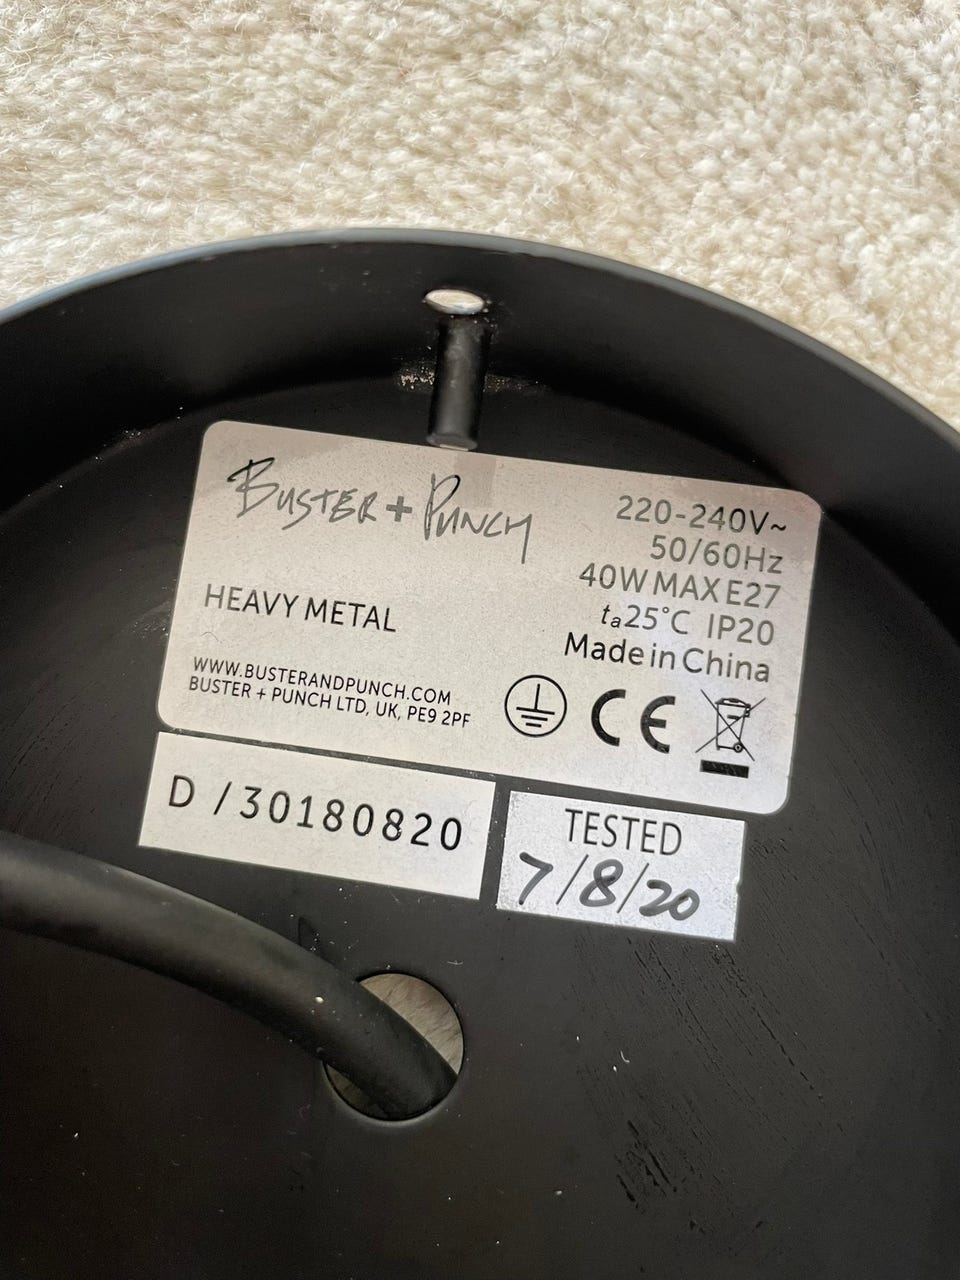 BUSTER + PUNCH
HEAVY METAL
WWW.BUSTERANDPUNCH.COM
BUSTER + PUNCH LTD, UK, PE9 2PF
220-240V~
50/60Hz
40W MAX E27
ta25°C IP20
Made in China
CE
D /30180820
TESTED
7/8/20